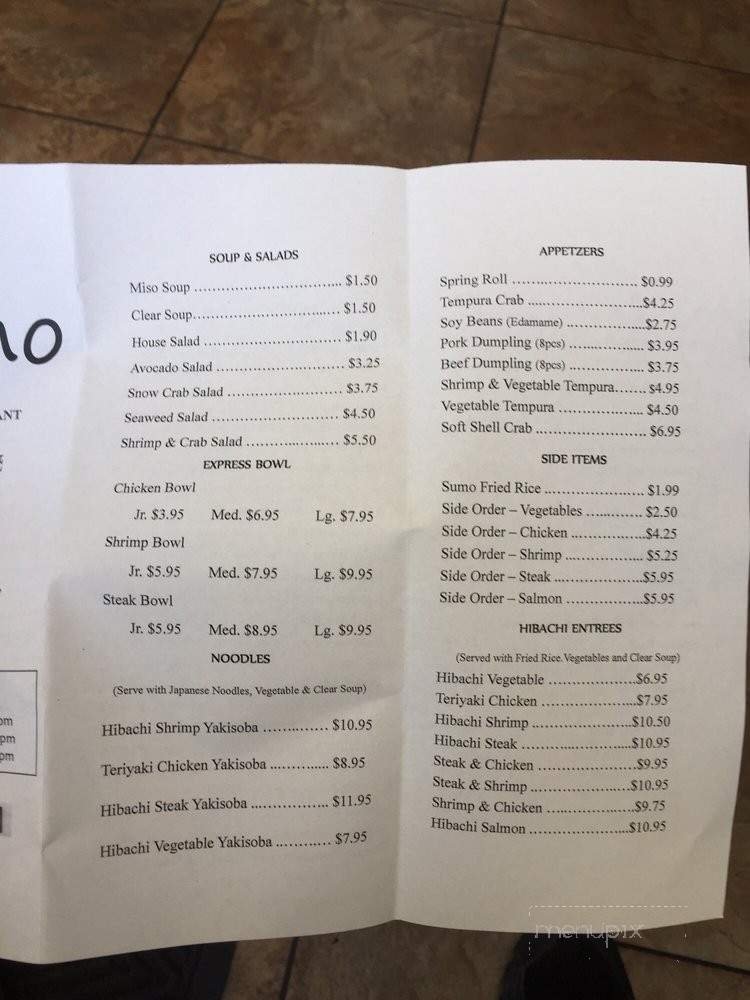 no
ANT
pm
pm
pm
SOUP & SALADS
Miso Soup ................................. $1.50
Clear Soup................................ $1.50
House Salad .............................. $1.90
Avocado Salad ............................ $3.25
Snow Crab Salad .......................... $3.75
Seaweed Salad ............................ $4.50
Shrimp & Crab Salad ...................... $5.50
EXPRESS BOWL
Chicken Bowl
Jr. $3.95 Med. $6.95 Lg. $7.95
Shrimp Bowl
Jr. $5.95 Med. $7.95 Lg. $9.95
Steak Bowl
Jr. $5.95 Med. $8.95 Lg. $9.95
NOODLES
(Serve with Japanese Noodles, Vegetable & Clear Soup)
Hibachi Shrimp Yakisoba ............... $10.95
Teriyaki Chicken Yakisoba ............. $8.95
Hibachi Steak Yakisoba ................ $11.95
Hibachi Vegetable Yakisoba ............ $7.95
APPETZERS
Spring Roll ............................ $0.99
Tempura Crab ..........................$4.25
Soy Beans (Edamame) ..................$2.75
Pork Dumpling (8pcs) ................. $3.95
Beef Dumpling (8pcs) ................. $3.75
Shrimp & Vegetable Tempura....... $4.95
Vegetable Tempura ................... $4.50
Soft Shell Crab ........................ $6.95
SIDE ITEMS
Sumo Fried Rice ...................... $1.99
Side Order – Vegetables ............. $2.50
Side Order – Chicken .................$4.25
Side Order – Shrimp .................. $5.25
Side Order – Steak ....................$5.95
Side Order – Salmon ..................$5.95
HIBACHI ENTREES
(Served with Fried Rice.Vegetables and Clear Soup)
Hibachi Vegetable ....................$6.95
Teriyaki Chicken ......................$7.95
Hibachi Shrimp .......................$10.50
Hibachi Steak .........................$10.95
Steak & Chicken ......................$9.95
Steak & Shrimp .......................$10.95
Shrimp & Chicken ....................$9.75
Hibachi Salmon .......................$10.95
menupix